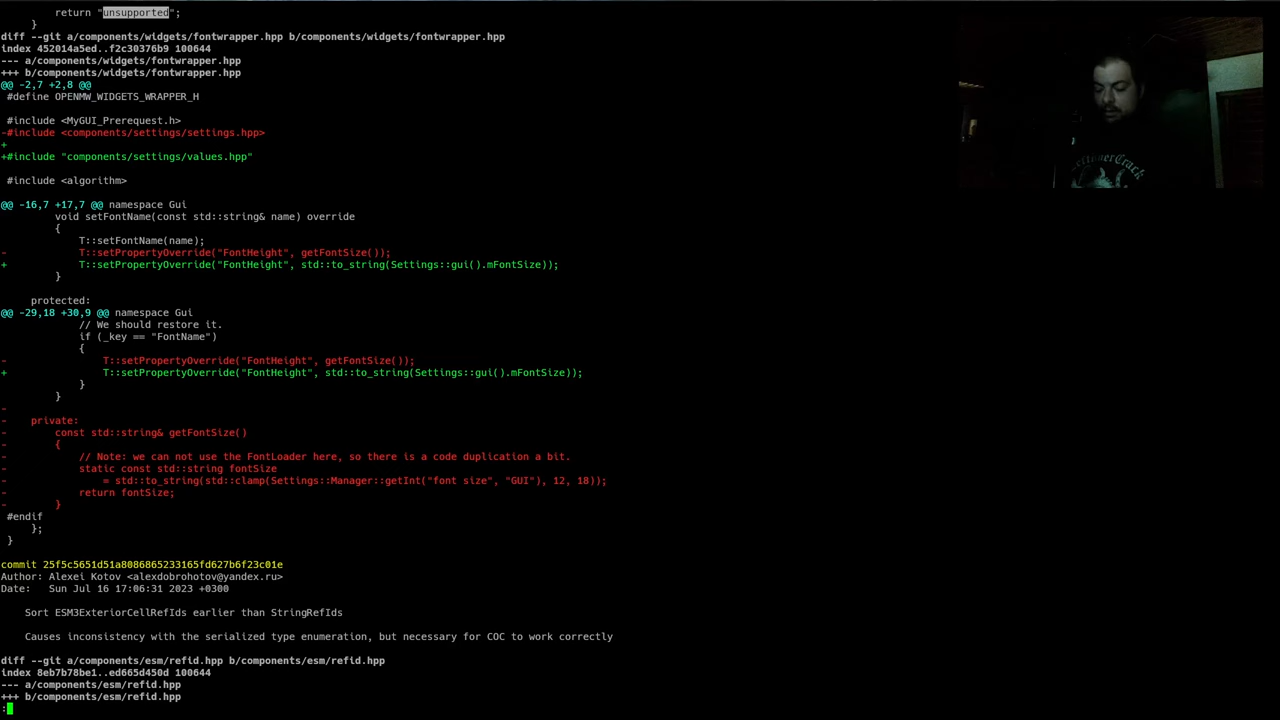 return "unsupported";
}
diff --git a/components/widgets/fontwrapper.hpp b/components/widgets/fontwrapper.hpp
index 452014a5ed..f2c30376b9 100644
--- a/components/widgets/fontwrapper.hpp
+++ b/components/widgets/fontwrapper.hpp
@@ -2,7 +2,8 @@
#define OPENMW_WIDGETS_WRAPPER_H
#include <MyGUI_Prerequest.h>
-#include <components/settings/settings.hpp>
+
+#include "components/settings/values.hpp"
#include <algorithm>
@@ -16,7 +17,7 @@ namespace Gui
void setFontName(const std::string& name) override
{
T::setFontName(name);
- T::setPropertyOverride("FontHeight", getFontSize());
+ T::setPropertyOverride("FontHeight", std::to_string(Settings::gui().mFontSize));
}
protected:
@@ -29,18 +30,9 @@ namespace Gui
// We should restore it.
if (_key == "FontName")
{
- T::setPropertyOverride("FontHeight", getFontSize());
+ T::setPropertyOverride("FontHeight", std::to_string(Settings::gui().mFontSize));
}
}
-
- private:
- const std::string& getFontSize()
- {
- // Note: we can not use the FontLoader here, so there is a code duplication a bit.
- static const std::string fontSize
- = std::to_string(std::clamp(Settings::Manager::getInt("font size", "GUI"), 12, 18));
- return fontSize;
- }
#endif
};
}
commit 25f5c5651d51a8086865233165fd627b6f23c01e
Author: Alexei Kotov <alexdobrohotov@yandex.ru>
Date: Sun Jul 16 17:06:31 2023 +0300
Sort ESM3ExteriorCellRefIds earlier than StringRefIds
Causes inconsistency with the serialized type enumeration, but necessary for COC to work correctly
diff --git a/components/esm/refid.hpp b/components/esm/refid.hpp
index 8eb7b78be1..ed665d450d 100644
--- a/components/esm/refid.hpp
+++ b/components/esm/refid.hpp
: